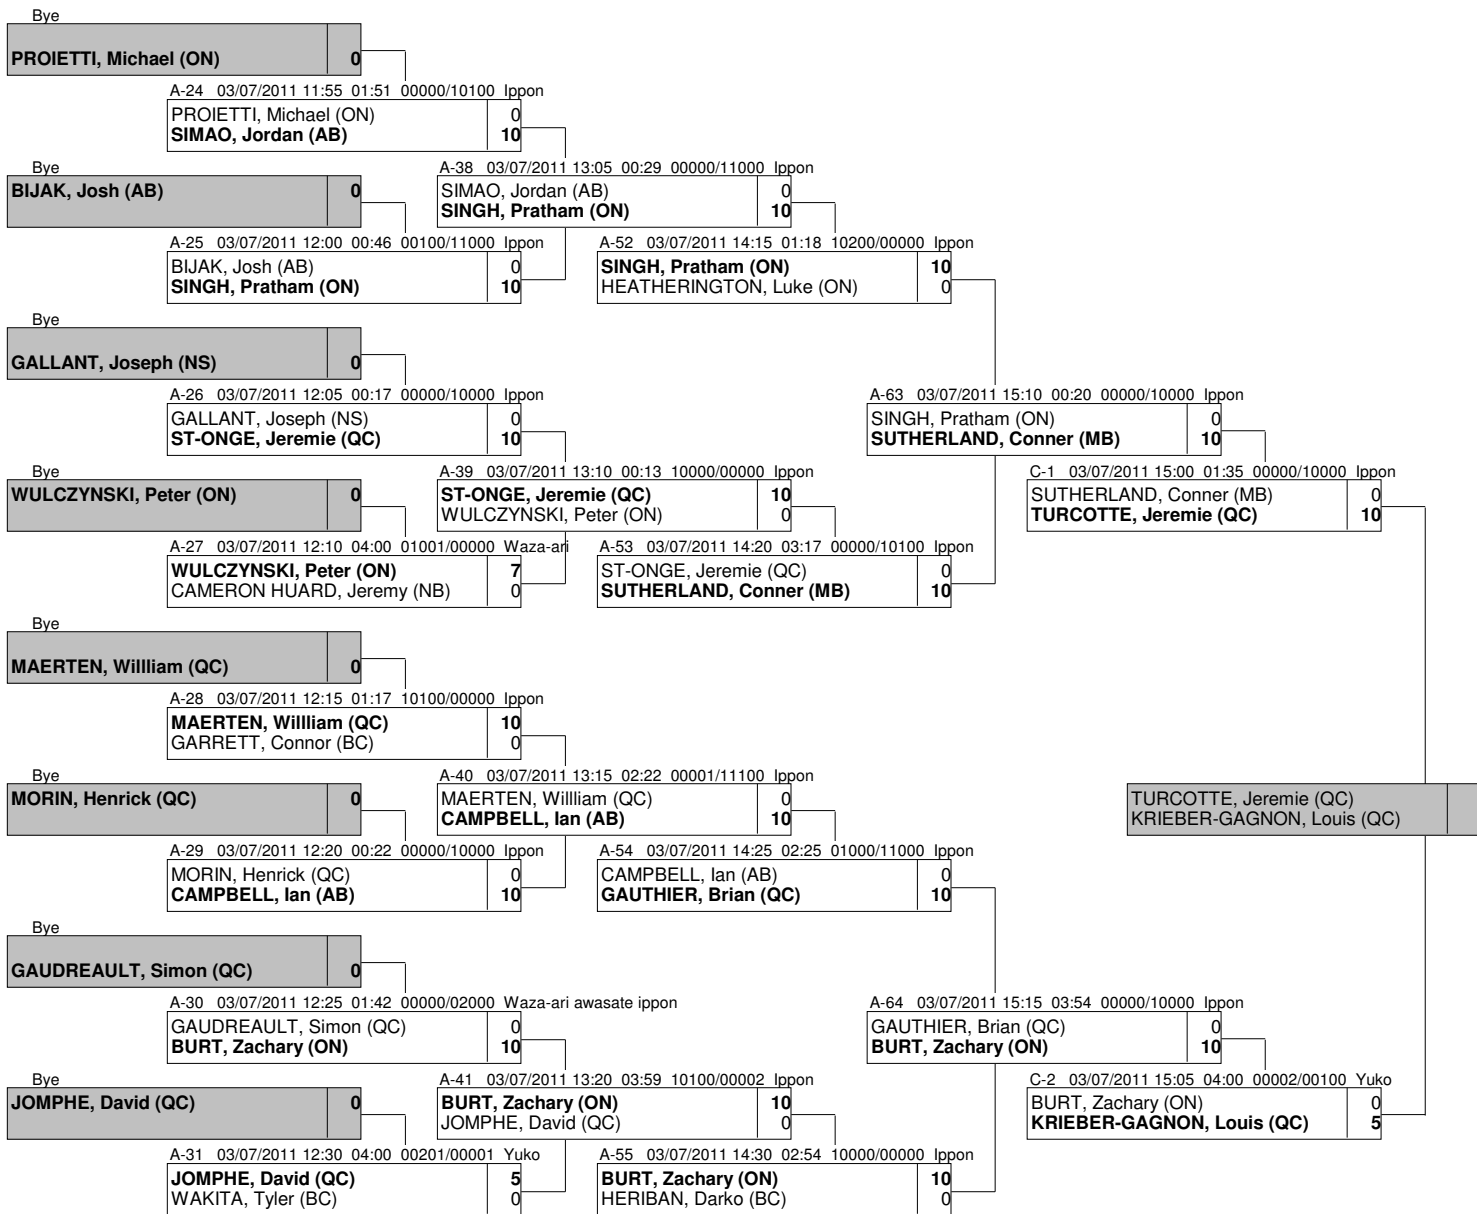 Bye
PROIETTI, Michael (ON) 0
A-24 03/07/2011 11:55 01:51 00000/10100 Ippon
PROIETTI, Michael (ON) 0
SIMAO, Jordan (AB) 10
Bye
BIJAK, Josh (AB) 0
A-38 03/07/2011 13:05 00:29 00000/11000 Ippon
SIMAO, Jordan (AB) 0
SINGH, Pratham (ON) 10
A-25 03/07/2011 12:00 00:46 00100/11000 Ippon
BIJAK, Josh (AB) 0
SINGH, Pratham (ON) 10
A-52 03/07/2011 14:15 01:18 10200/00000 Ippon
SINGH, Pratham (ON) 10
HEATHERINGTON, Luke (ON) 0
Bye
GALLANT, Joseph (NS) 0
A-26 03/07/2011 12:05 00:17 00000/10000 Ippon
GALLANT, Joseph (NS) 0
ST-ONGE, Jeremie (QC) 10
A-63 03/07/2011 15:10 00:20 00000/10000 Ippon
SINGH, Pratham (ON) 0
SUTHERLAND, Conner (MB) 10
Bye
WULCZYNSKI, Peter (ON) 0
A-39 03/07/2011 13:10 00:13 10000/00000 Ippon
ST-ONGE, Jeremie (QC) 10
WULCZYNSKI, Peter (ON) 0
C-1 03/07/2011 15:00 01:35 00000/10000 Ippon
SUTHERLAND, Conner (MB) 0
TURCOTTE, Jeremie (QC) 10
A-27 03/07/2011 12:10 04:00 01001/00000 Waza-ari
WULCZYNSKI, Peter (ON) 7
CAMERON HUARD, Jeremy (NB) 0
A-53 03/07/2011 14:20 03:17 00000/10100 Ippon
ST-ONGE, Jeremie (QC) 0
SUTHERLAND, Conner (MB) 10
Bye
MAERTEN, Willliam (QC) 0
A-28 03/07/2011 12:15 01:17 10100/00000 Ippon
MAERTEN, Willliam (QC) 10
GARRETT, Connor (BC) 0
Bye
MORIN, Henrick (QC) 0
A-40 03/07/2011 13:15 02:22 00001/11100 Ippon
MAERTEN, Willliam (QC) 0
CAMPBELL, Ian (AB) 10
TURCOTTE, Jeremie (QC)
KRIEBER-GAGNON, Louis (QC)
A-29 03/07/2011 12:20 00:22 00000/10000 Ippon
MORIN, Henrick (QC) 0
CAMPBELL, Ian (AB) 10
A-54 03/07/2011 14:25 02:25 01000/11000 Ippon
CAMPBELL, Ian (AB) 0
GAUTHIER, Brian (QC) 10
Bye
GAUDREAULT, Simon (QC) 0
A-30 03/07/2011 12:25 01:42 00000/02000 Waza-ari awasate ippon
GAUDREAULT, Simon (QC) 0
BURT, Zachary (ON) 10
A-64 03/07/2011 15:15 03:54 00000/10000 Ippon
GAUTHIER, Brian (QC) 0
BURT, Zachary (ON) 10
Bye
JOMPHE, David (QC) 0
A-41 03/07/2011 13:20 03:59 10100/00002 Ippon
BURT, Zachary (ON) 10
JOMPHE, David (QC) 0
C-2 03/07/2011 15:05 04:00 00002/00100 Yuko
BURT, Zachary (ON) 0
KRIEBER-GAGNON, Louis (QC) 5
A-31 03/07/2011 12:30 04:00 00201/00001 Yuko
JOMPHE, David (QC) 5
WAKITA, Tyler (BC) 0
A-55 03/07/2011 14:30 02:54 10000/00000 Ippon
BURT, Zachary (ON) 10
HERIBAN, Darko (BC) 0